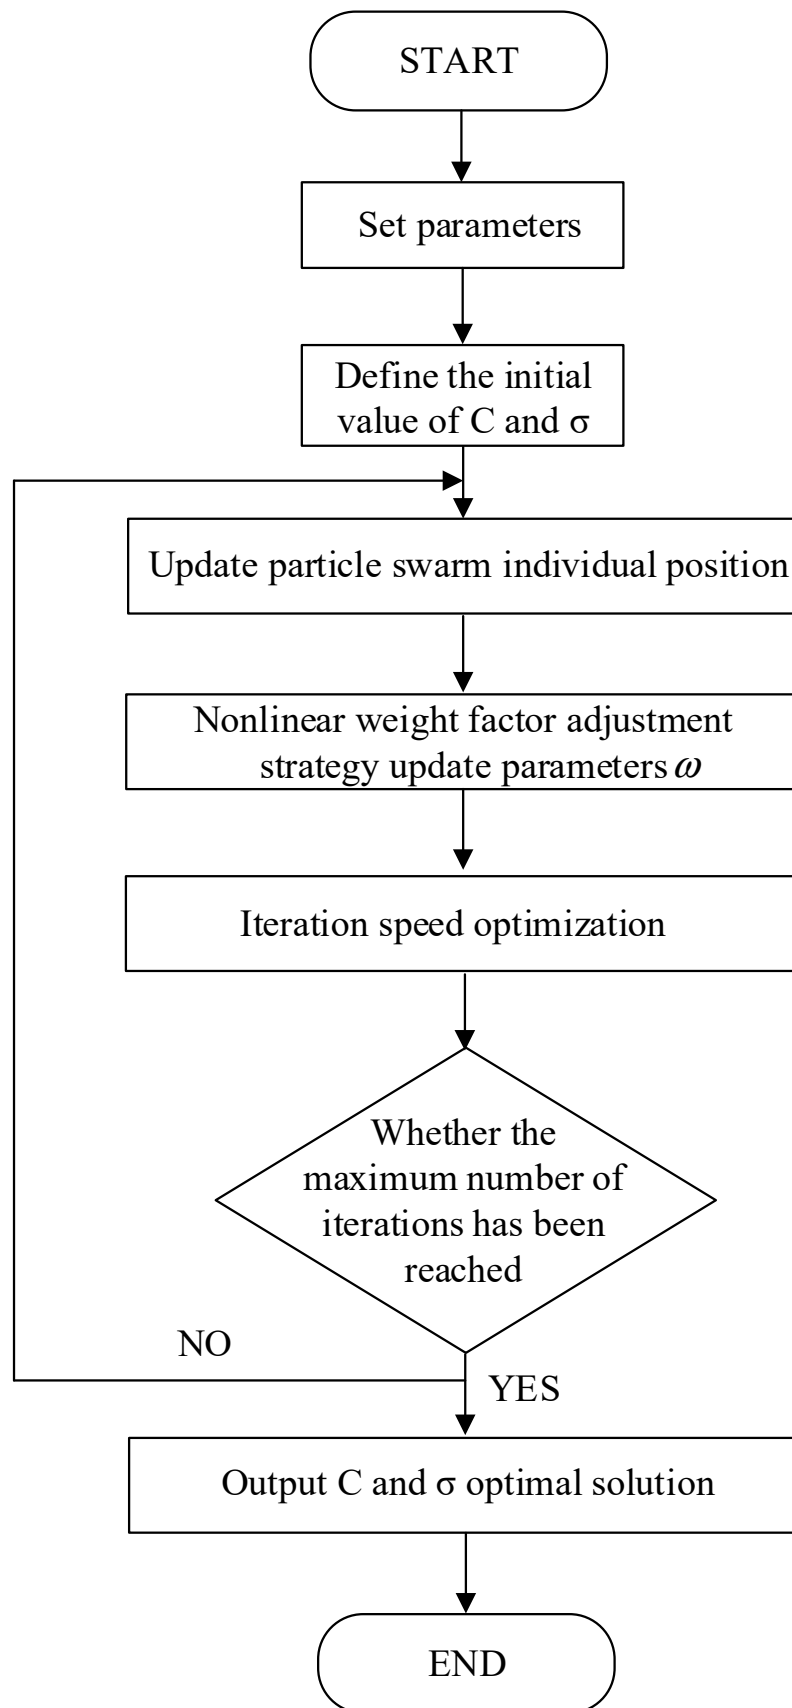 START
Set parameters
Define the initial
value of C and σ
Update particle swarm individual position
Nonlinear weight factor adjustment
strategy update parameters ω
Iteration speed optimization
Whether the
maximum number of
iterations has been
reached
NO
YES
Output C and σ optimal solution
END